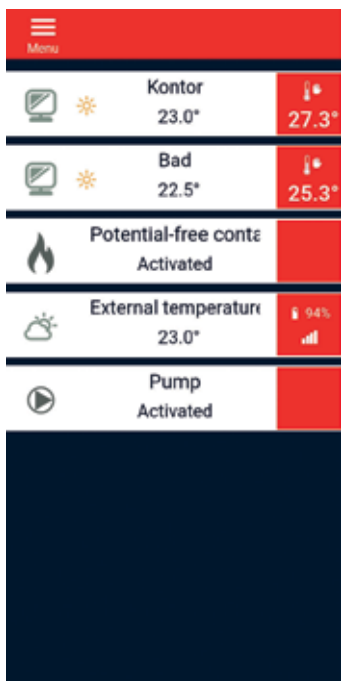 Menu
Kontor
23.0°
27.3°
Bad
22.5°
25.3°
Potential-free conta
Activated
External temperature
23.0°
94%
Pump
Activated